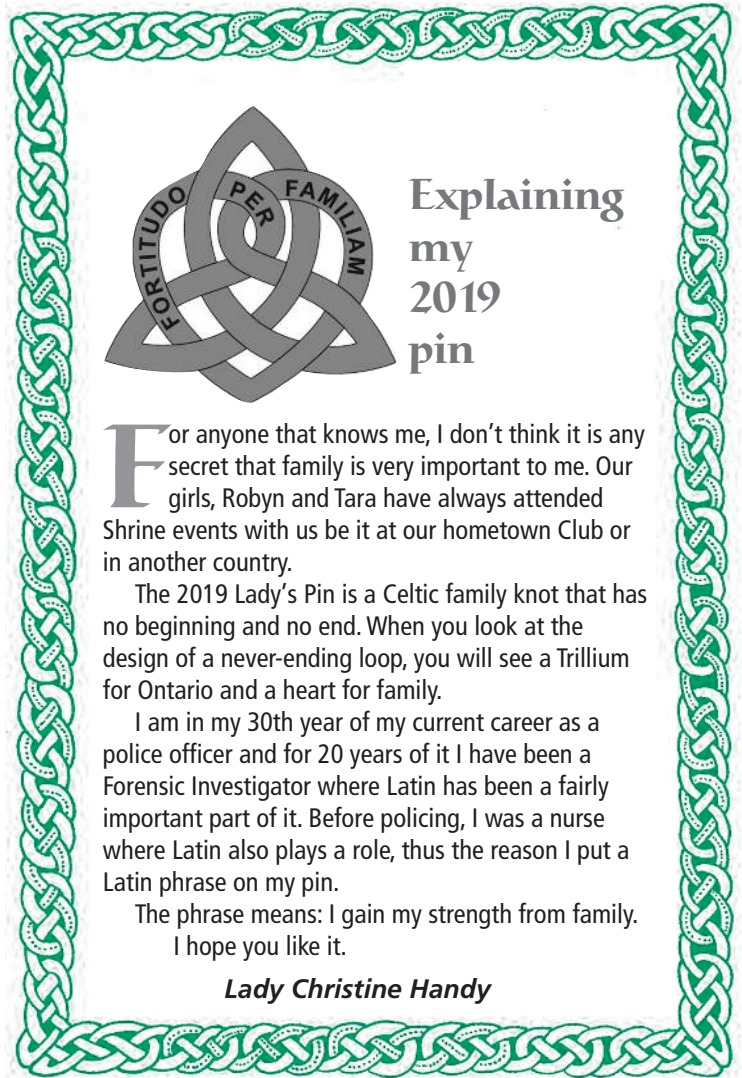 FORTITUDO PER FAMILIAM
Explaining
my
2019
pin
For anyone that knows me, I don’t think it is any
secret that family is very important to me. Our
girls, Robyn and Tara have always attended
Shrine events with us be it at our hometown Club or
in another country.
The 2019 Lady’s Pin is a Celtic family knot that has
no beginning and no end. When you look at the
design of a never-ending loop, you will see a Trillium
for Ontario and a heart for family.
I am in my 30th year of my current career as a
police officer and for 20 years of it I have been a
Forensic Investigator where Latin has been a fairly
important part of it. Before policing, I was a nurse
where Latin also plays a role, thus the reason I put a
Latin phrase on my pin.
The phrase means: I gain my strength from family.
I hope you like it.
Lady Christine Handy